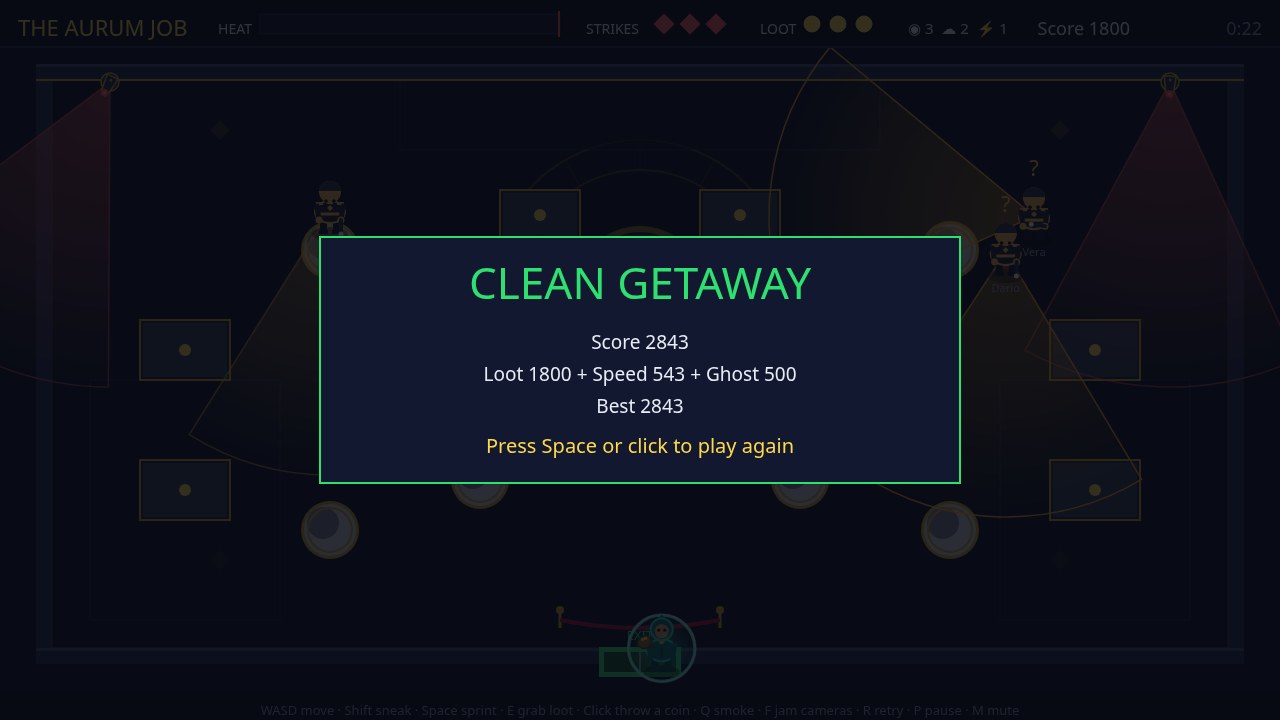 THE AURUM JOB HEAT STRIKES LOOT ◉ 3 ☁ 2 ⚡ 1 Score 1800 0:22
?
?
Vera
Dario
CLEAN GETAWAY
Score 2843
Loot 1800 + Speed 543 + Ghost 500
Best 2843
Press Space or click to play again
WASD move · Shift sneak · Space sprint · E grab loot · Click throw a coin · Q smoke · F jam cameras · R retry · P pause · M mute